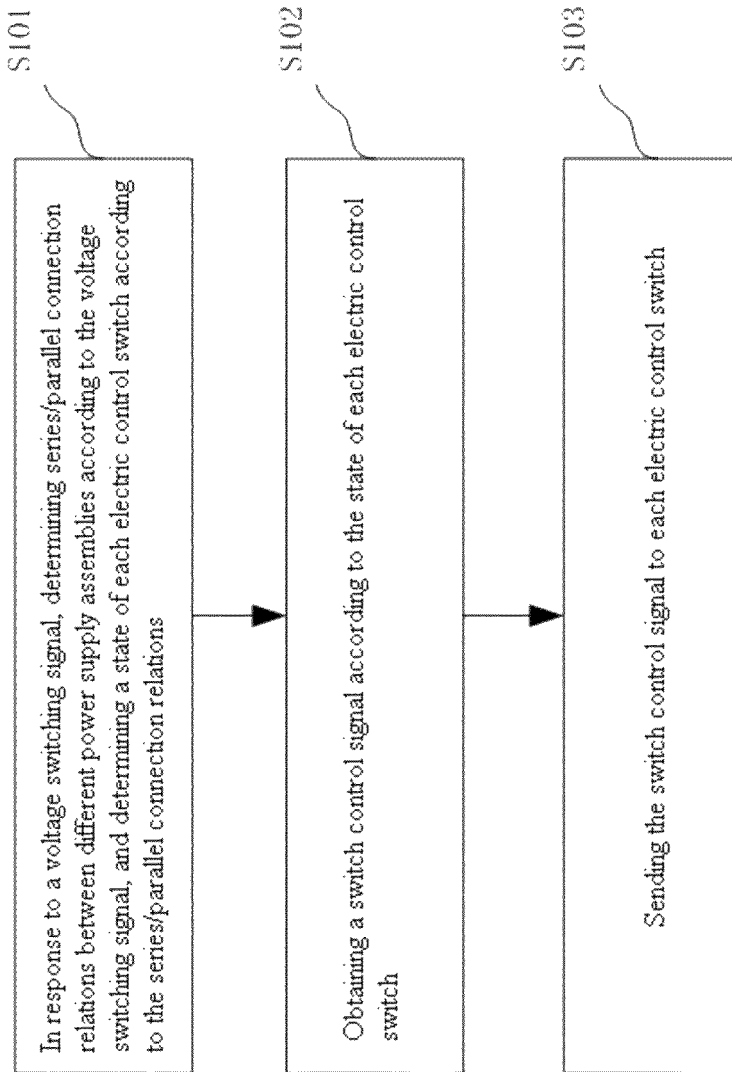 S101
In response to a voltage switching signal, determining series/parallel connection
relations between different power supply assemblies according to the voltage
switching signal, and determining a state of each electric control switch according
to the series/parallel connection relations
S102
Obtaining a switch control signal according to the state of each electric control
switch
S103
Sending the switch control signal to each electric control switch